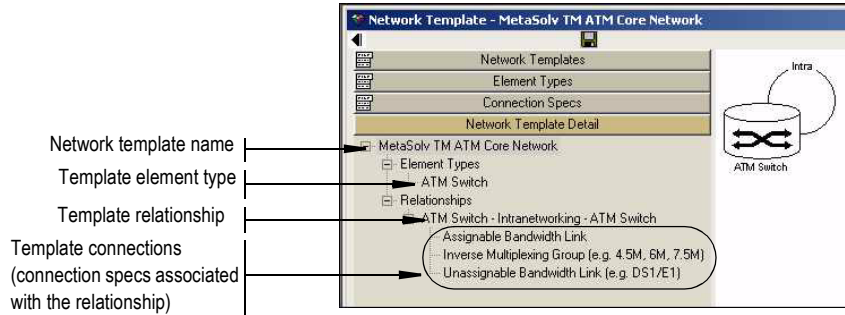 Network Template - MetaSolv TM ATM Core Network
Network Templates
Element Types
Connection Specs
Network Template Detail
MetaSolv TM ATM Core Network
Element Types
ATM Switch
Relationships
ATM Switch - Intranetworking - ATM Switch
Assignable Bandwidth Link
Inverse Multiplexing Group (e.g. 4.5M, 6M, 7.5M)
Unassignable Bandwidth Link (e.g. DS1/E1)
Intra
ATM Switch
Network template name
Template element type
Template relationship
Template connections
(connection specs associated
with the relationship)